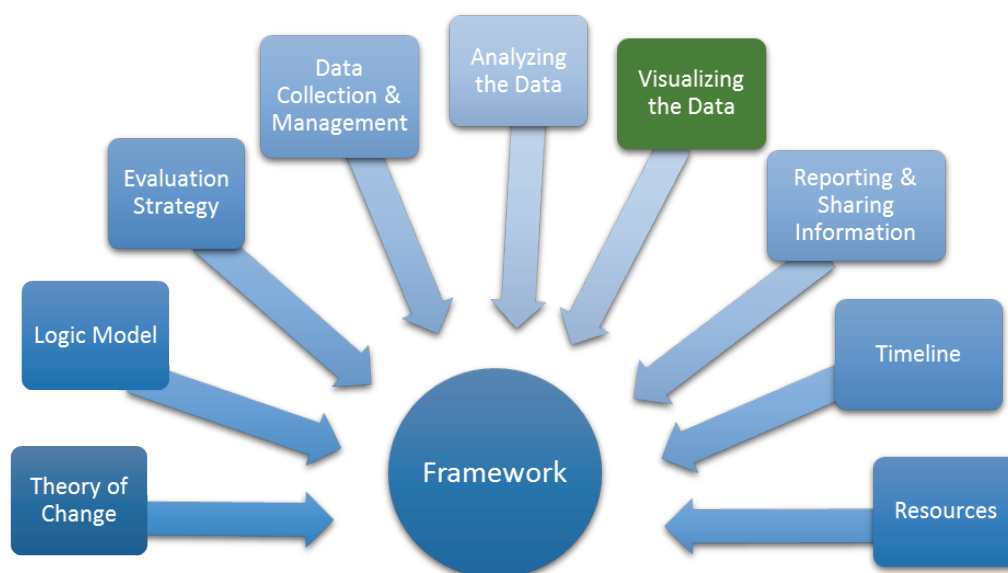 Theory of
Change
Logic Model
Evaluation
Strategy
Data
Collection &
Management
Analyzing
the Data
Visualizing
the Data
Reporting &
Sharing
Information
Timeline
Resources
Framework